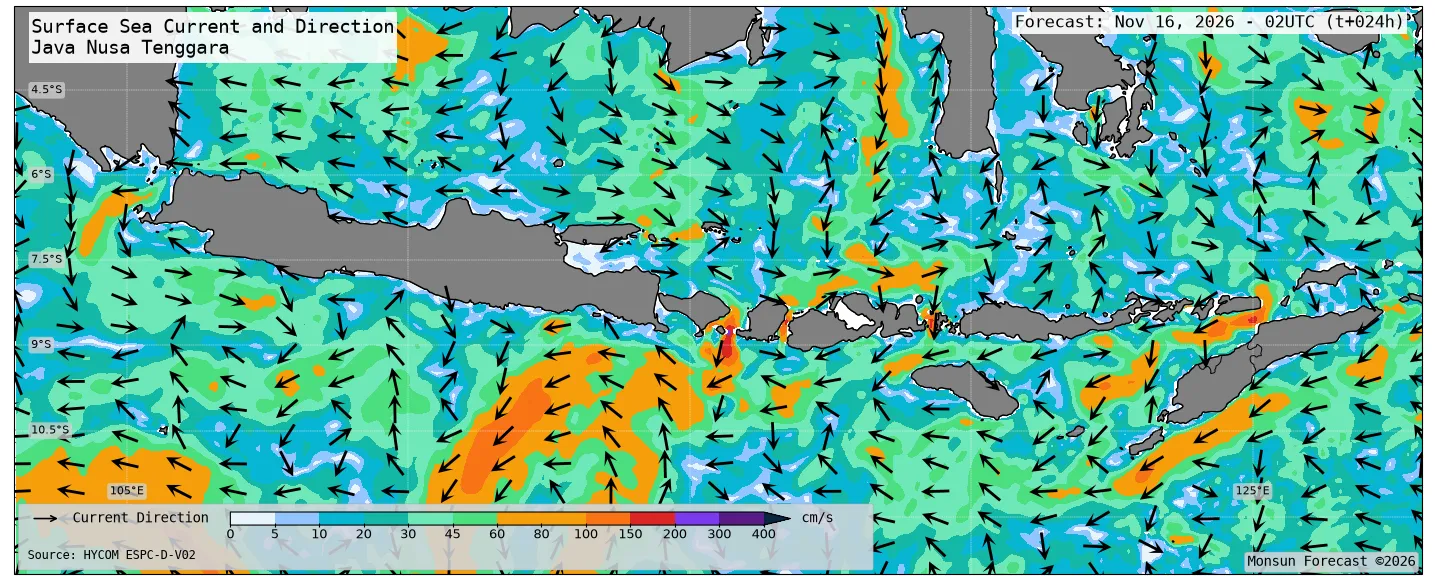 Surface Sea Current and Direction
Java Nusa Tenggara
Forecast: Nov 16, 2026 - 02UTC (t+024h)
4.5°S
6°S
7.5°S
9°S
10.5°S
105°E
125°E
Current Direction
0 5 10 20 30 45 60 80 100 150 200 300 400 cm/s
Source: HYCOM ESPC-D-V02
Monsun Forecast ©2026